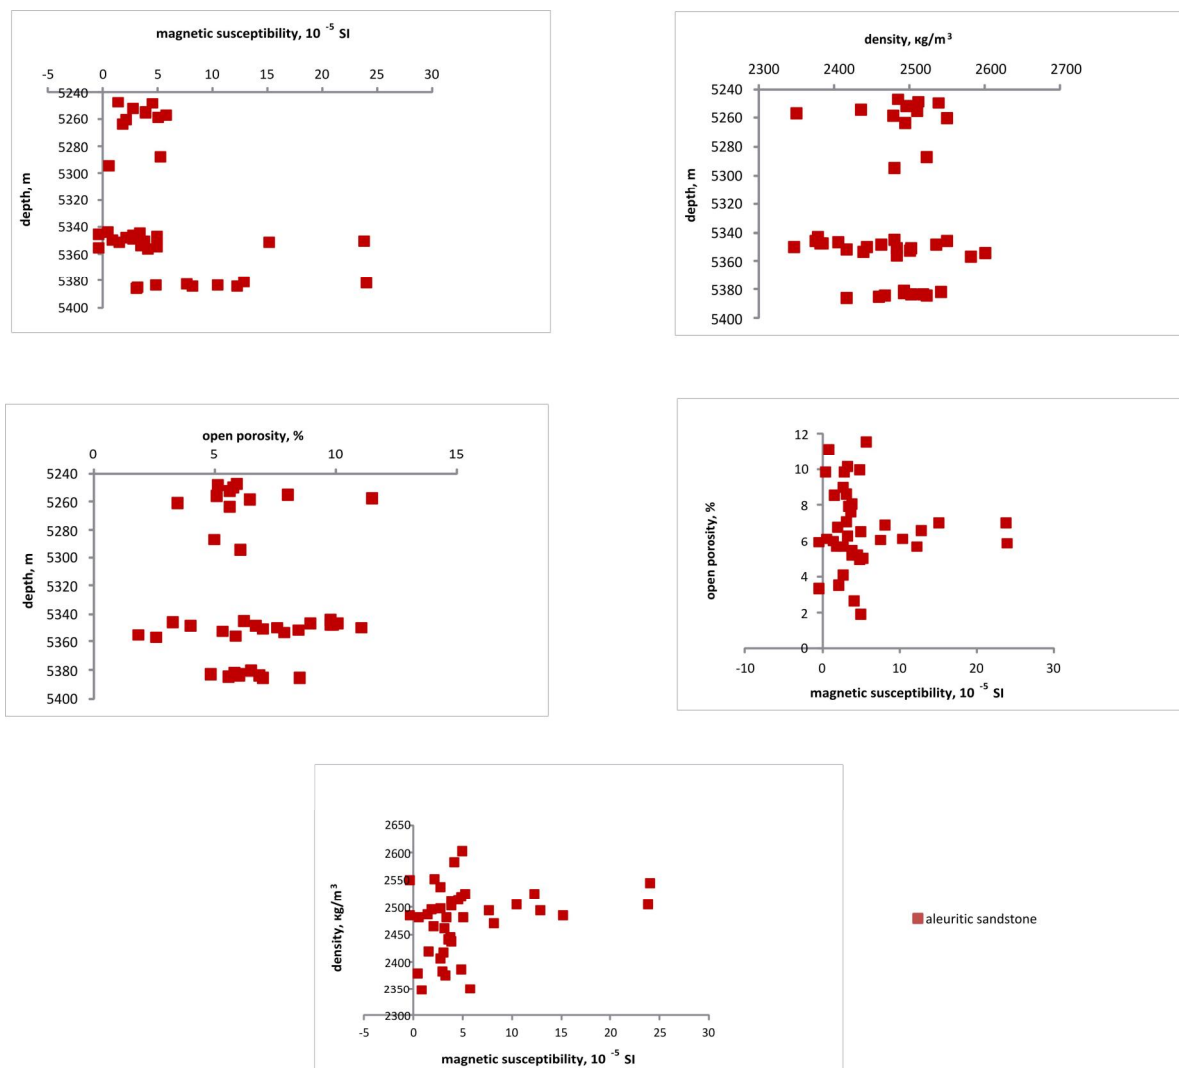 magnetic susceptibility, 10 -5 SI
-5 0 5 10 15 20 25 30
5240
5260
5280
5300
5320
5340
5360
5380
5400
depth, m
density, кg/m3
2300 2400 2500 2600 2700
5240
5260
5280
5300
5320
5340
5360
5380
5400
depth, m
open porosity, %
0 5 10 15
5240
5260
5280
5300
5320
5340
5360
5380
5400
depth, m
12
10
8
6
4
2
0
open porosity, %
-10 0 10 20 30
magnetic susceptibility, 10 -5 SI
2650
2600
2550
2500
2450
2400
2350
2300
density, кg/m3
-5 0 5 10 15 20 25 30
magnetic susceptibility, 10 -5 SI
aleuritic sandstone